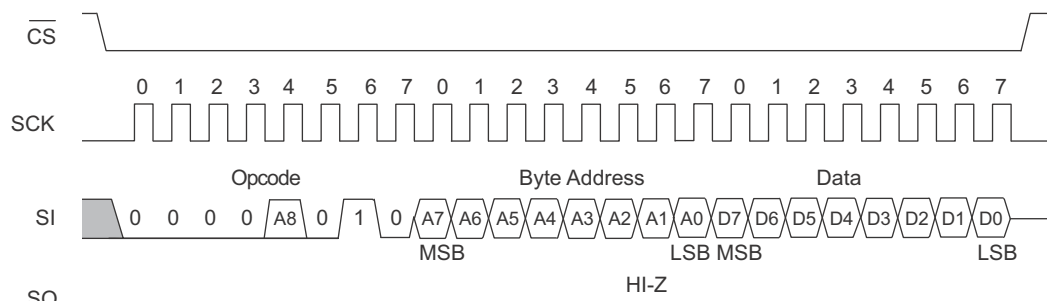 CS
0 1 2 3 4 5 6 7 0 1 2 3 4 5 6 7 0 1 2 3 4 5 6 7
SCK
Opcode Byte Address Data
SI 0 0 0 0 A8 0 1 0 A7 A6 A5 A4 A3 A2 A1 A0 D7 D6 D5 D4 D3 D2 D1 D0
MSB LSB MSB LSB
HI-Z
SO